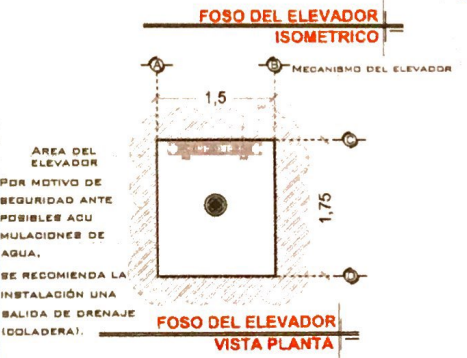 FOSO DEL ELEVADOR
ISOMETRICO
A
B
MECANISMO DEL ELEVADOR
1,5
C
AREA DEL
ELEVADOR
POR MOTIVO DE
SEGURIDAD ANTE
POSIBLES ACU
MULACIONES DE
AGUA,
SE RECOMIENDA LA
INSTALACIÓN UNA
SALIDA DE DRENAJE
(COLADERA).
1,75
D
FOSO DEL ELEVADOR
VISTA PLANTA